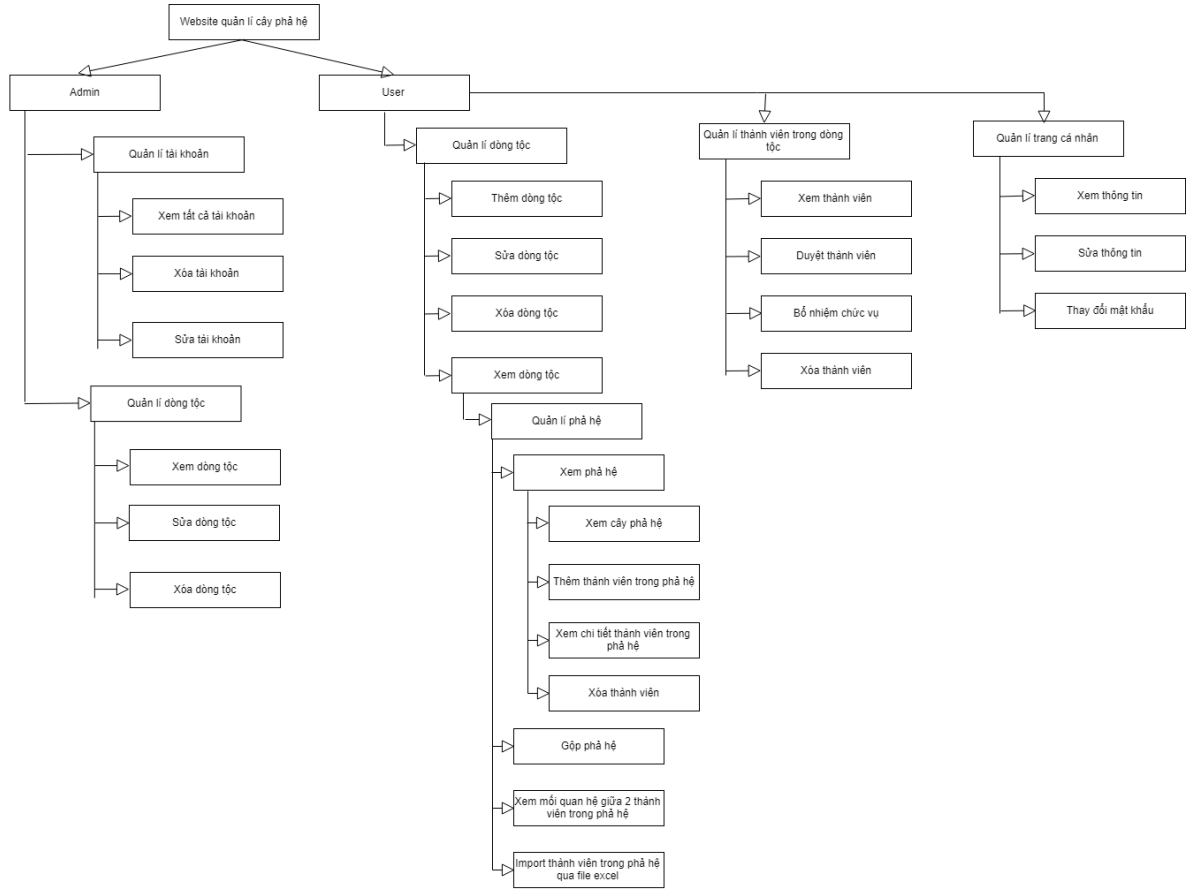 Website quản lí cây phả hệ
Admin
User
Quản lí tài khoản
Xem tất cả tài khoản
Xóa tài khoản
Sửa tài khoản
Quản lí dòng tộc
Xem dòng tộc
Sửa dòng tộc
Xóa dòng tộc
Quản lí dòng tộc
Thêm dòng tộc
Sửa dòng tộc
Xóa dòng tộc
Xem dòng tộc
Quản lí phả hệ
Xem phả hệ
Xem cây phả hệ
Thêm thành viên trong phả hệ
Xem chi tiết thành viên trong
phả hệ
Xóa thành viên
Gộp phả hệ
Xem mối quan hệ giữa 2 thành
viên trong phả hệ
Import thành viên trong phả hệ
qua file excel
Quản lí thành viên trong dòng
tộc
Xem thành viên
Duyệt thành viên
Bổ nhiệm chức vụ
Xóa thành viên
Quản lí trang cá nhân
Xem thông tin
Sửa thông tin
Thay đổi mật khẩu